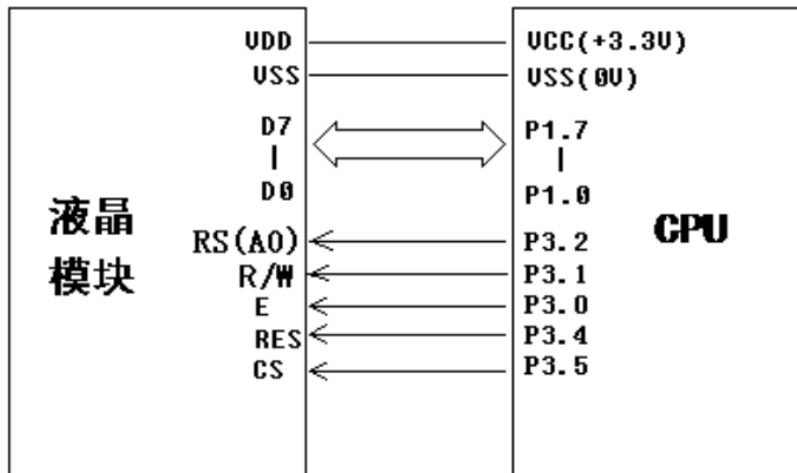 VDD VCC(+3.3V)
VSS VSS(0V)
D7 P1.7
| |
D0 P1.0
液晶
模块
CPU
RS(A0) P3.2
R/W P3.1
E P3.0
RES P3.4
CS P3.5